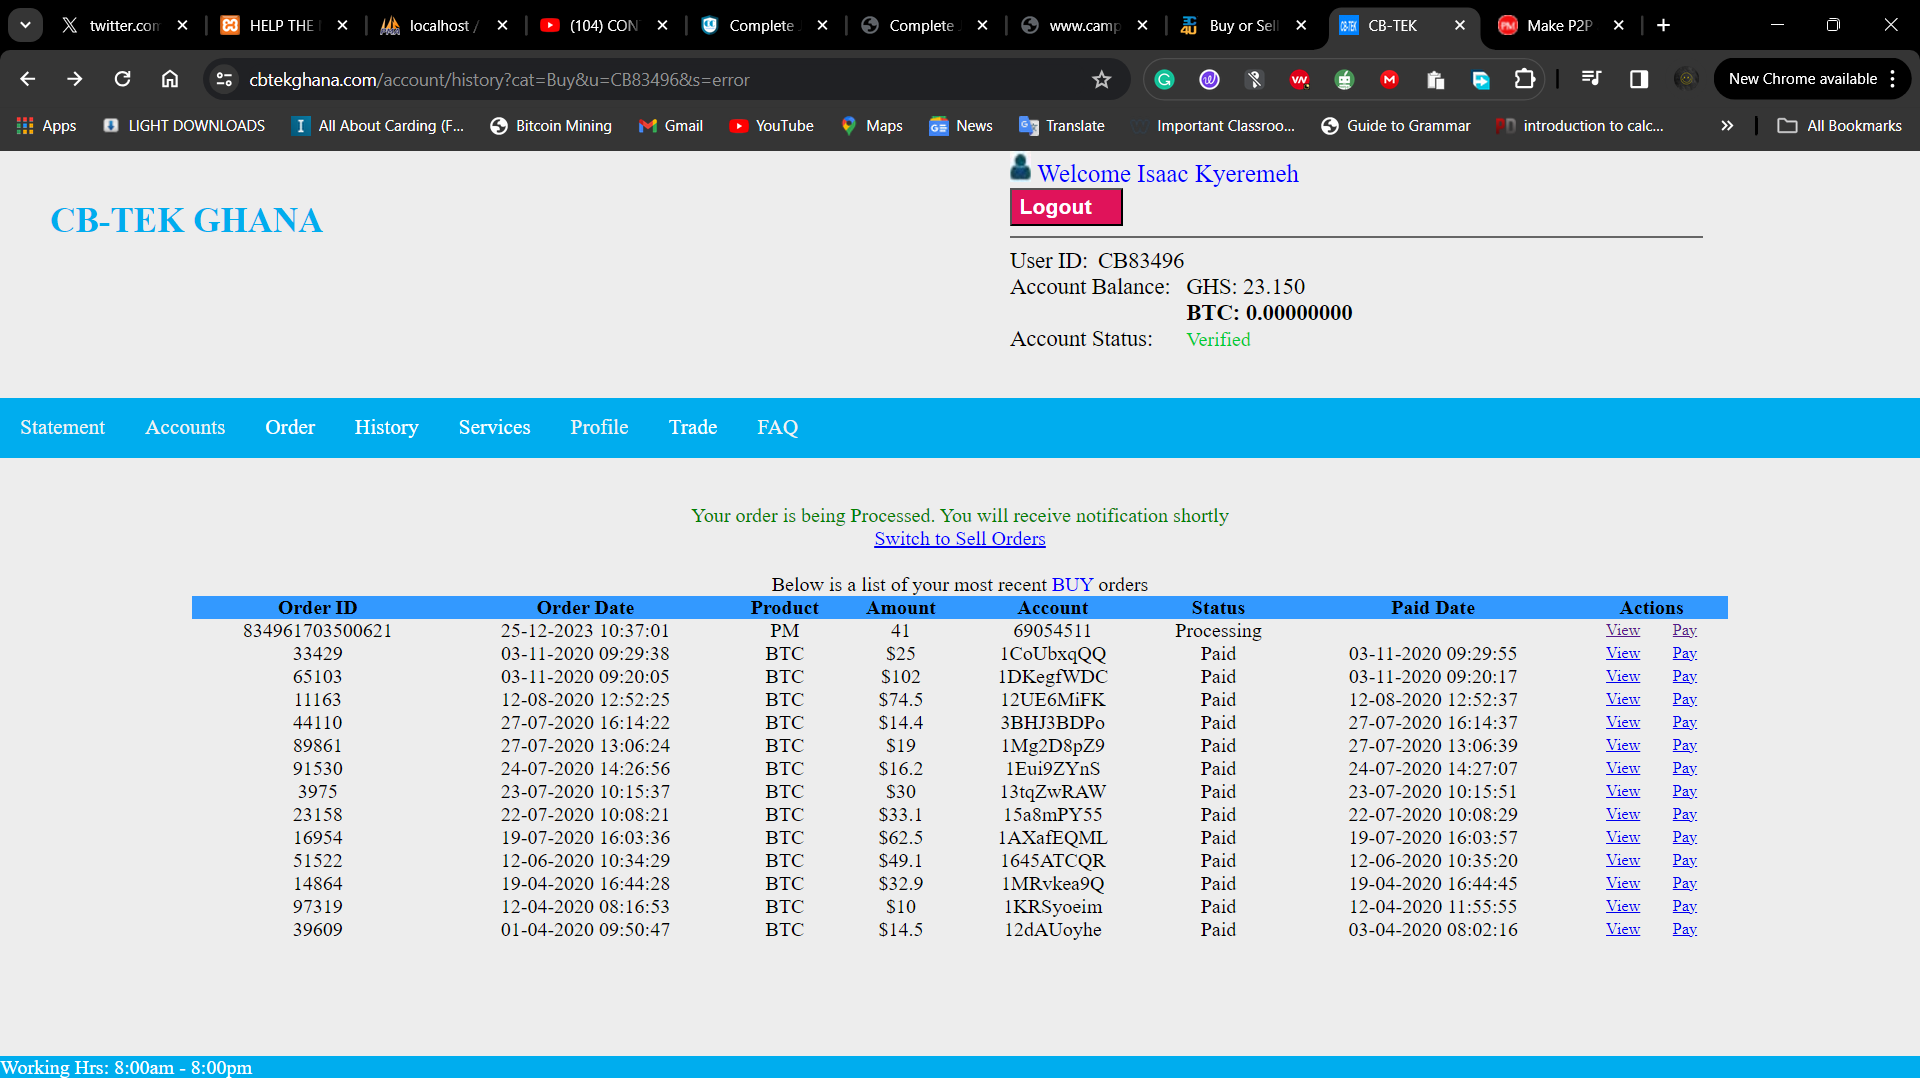 twitter.com
HELP THE
localhost /
(104) CON
Complete
Complete
www.camp
Buy or Sell
CB-TEK
Make P2P
cbtekghana.com/account/history?cat=Buy&u=CB83496&s=error
New Chrome available
Apps
LIGHT DOWNLOADS
All About Carding (F...
Bitcoin Mining
Gmail
YouTube
Maps
News
Translate
Important Classroo...
Guide to Grammar
introduction to calc...
All Bookmarks
Welcome Isaac Kyeremeh
Logout
CB-TEK GHANA
User ID: CB83496
Account Balance: GHS: 23.150
BTC: 0.00000000
Account Status: Verified
Statement Accounts Order History Services Profile Trade FAQ
Your order is being Processed. You will receive notification shortly
Switch to Sell Orders
Below is a list of your most recent BUY orders
Order ID Order Date Product Amount Account Status Paid Date Actions
834961703500621 25-12-2023 10:37:01 PM 41 69054511 Processing View Pay
33429 03-11-2020 09:29:38 BTC $25 1CoUbxqQQ Paid 03-11-2020 09:29:55 View Pay
65103 03-11-2020 09:20:05 BTC $102 1DKegfWDC Paid 03-11-2020 09:20:17 View Pay
11163 12-08-2020 12:52:25 BTC $74.5 12UE6MiFK Paid 12-08-2020 12:52:37 View Pay
44110 27-07-2020 16:14:22 BTC $14.4 3BHJ3BDPo Paid 27-07-2020 16:14:37 View Pay
89861 27-07-2020 13:06:24 BTC $19 1Mg2D8pZ9 Paid 27-07-2020 13:06:39 View Pay
91530 24-07-2020 14:26:56 BTC $16.2 1Eui9ZYnS Paid 24-07-2020 14:27:07 View Pay
3975 23-07-2020 10:15:37 BTC $30 13tqZwRAW Paid 23-07-2020 10:15:51 View Pay
23158 22-07-2020 10:08:21 BTC $33.1 15a8mPY55 Paid 22-07-2020 10:08:29 View Pay
16954 19-07-2020 16:03:36 BTC $62.5 1AXafEQML Paid 19-07-2020 16:03:57 View Pay
51522 12-06-2020 10:34:29 BTC $49.1 1645ATCQR Paid 12-06-2020 10:35:20 View Pay
14864 19-04-2020 16:44:28 BTC $32.9 1MRvkea9Q Paid 19-04-2020 16:44:45 View Pay
97319 12-04-2020 08:16:53 BTC $10 1KRSyoeim Paid 12-04-2020 11:55:55 View Pay
39609 01-04-2020 09:50:47 BTC $14.5 12dAUoyhe Paid 03-04-2020 08:02:16 View Pay
Working Hrs: 8:00am - 8:00pm